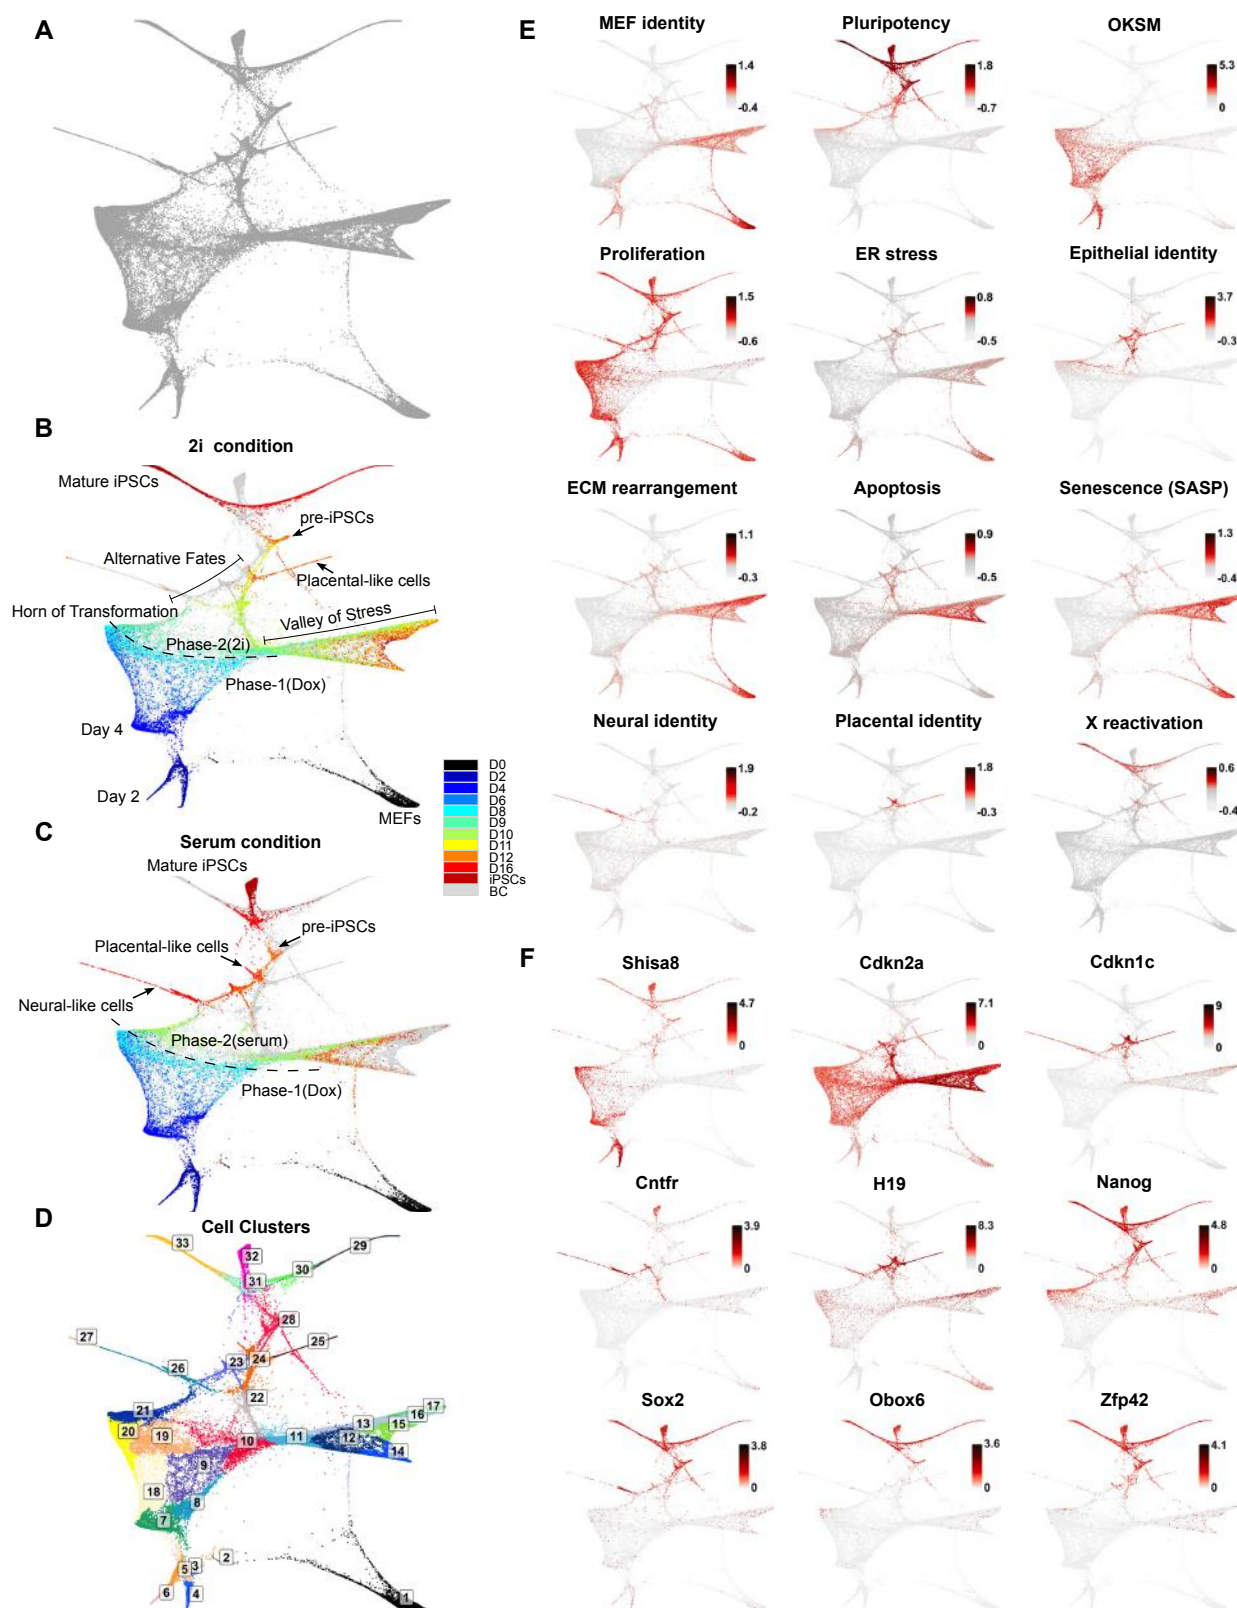 A
B
2i condition
Mature iPSCs
pre-iPSCs
Alternative Fates
Placental-like cells
Horn of Transformation
Valley of Stress
Phase-2(2i)
Phase-1(Dox)
Day 4
Day 2
MEFs
D0
D2
D4
D6
D8
D9
D10
D11
D12
D16
iPSCs
BC
C
Serum condition
Mature iPSCs
pre-iPSCs
Placental-like cells
Neural-like cells
Phase-2(serum)
Phase-1(Dox)
D
Cell Clusters
33
32
29
31
30
28
27
26
23
24
25
22
21
20
19
10
11
13
12
16
17
15
14
9
18
8
7
2
3
5
6
4
1
E
MEF identity
1.4
-0.4
Pluripotency
1.8
-0.7
OKSM
5.3
0
Proliferation
1.5
-0.6
ER stress
0.8
-0.5
Epithelial identity
3.7
-0.3
ECM rearrangement
1.1
-0.3
Apoptosis
0.9
-0.5
Senescence (SASP)
1.3
-0.4
Neural identity
1.9
-0.2
Placental identity
1.8
-0.3
X reactivation
0.6
-0.4
F
Shisa8
4.7
0
Cdkn2a
7.1
0
Cdkn1c
9
0
Cntfr
3.9
0
H19
8.3
0
Nanog
4.8
0
Sox2
3.8
0
Obox6
3.6
0
Zfp42
4.1
0